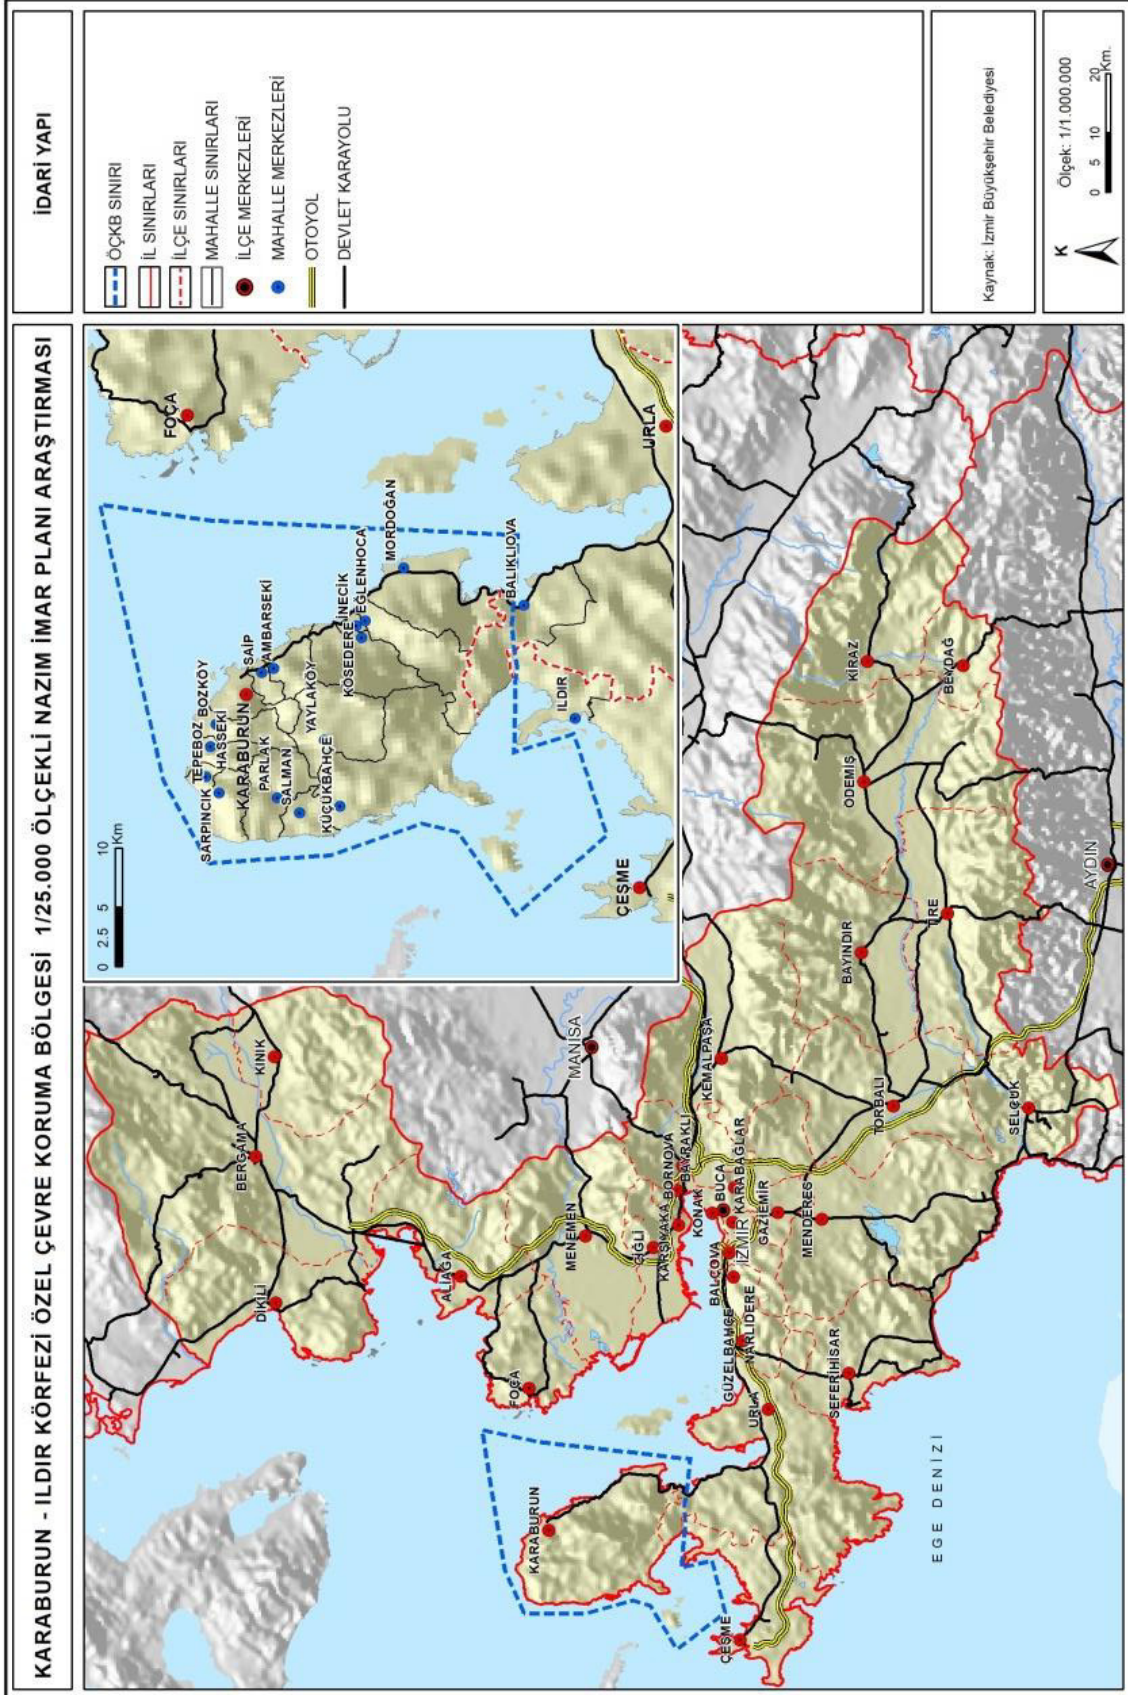 KARABURUN - ILDIR KÖRFEZİ ÖZEL ÇEVRE KORUMA BÖLGESİ 1/25.000 ÖLÇEKLİ NAZIM İMAR PLANI ARAŞTIRMASI
İDARİ YAPI
ÖÇKB SINIRI
İL SINIRLARI
İLÇE SINIRLARI
MAHALLE SINIRLARI
İLÇE MERKEZLERİ
MAHALLE MERKEZLERİ
OTOYOL
DEVLET KARAYOLU
Kaynak: İzmir Büyükşehir Belediyesi
K
Ölçek: 1/1.000.000
0 5 10 20
Km.
0 2.5 5 10
Km
FOÇA
SARPINCIK
TEPEBOZ
BOZKÖY
HASSEKİ
KARABURUN
SAİP
AMBARSEKİ
PARLAK
SALMAN
YAYLAKÖY
KÜÇÜKBAHÇE
KÖSEDERE
İNECİK
EĞLENHOCA
MORDOĞAN
BALIKLIOVA
ILDIR
URLA
ÇEŞME
KINIK
BERGAMA
DİKİLİ
ALİAĞA
MANİSA
MENEMEN
FOÇA
ÇİĞLİ
KARŞIYAKA
BORNOVA
BAYRAKLI
KEMALPAŞA
KONAK
BUCA
KARABAĞLAR
BALÇOVA
İZMİR
GAZİEMİR
GÜZELBAHÇE
NARLIDERE
MENDERES
KARABURUN
URLA
ÇEŞME
SEFERİHİSAR
TORBALI
SELÇUK
BAYINDIR
TİRE
ÖDEMİŞ
KİRAZ
BEYDAĞ
AYDIN
EGE DENİZİ